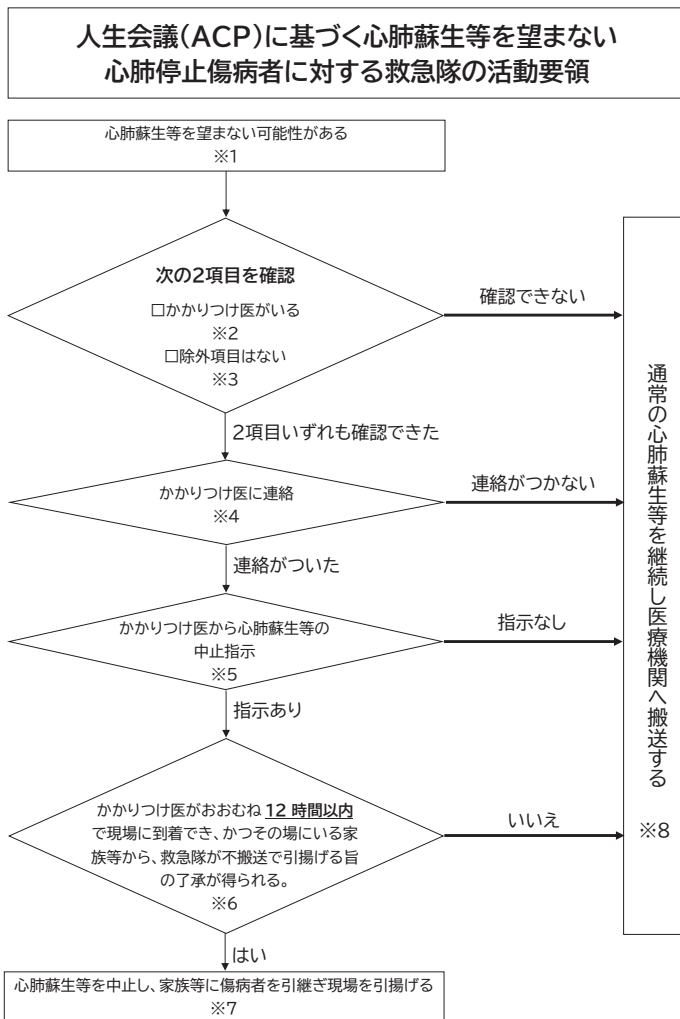 人生会議(ACP)に基づく心肺蘇生等を望まない
心肺停止傷病者に対する救急隊の活動要領
心肺蘇生等を望まない可能性がある
※1
次の2項目を確認
□かかりつけ医がいる
※2
□除外項目はない
※3
確認できない
2項目いずれも確認できた
かかりつけ医に連絡
※4
連絡がつかない
連絡がついた
かかりつけ医から心肺蘇生等の
中止指示
※5
指示なし
指示あり
かかりつけ医がおおむね 12 時間以内
で現場に到着でき、かつその場にいる家
族等から、救急隊が不搬送で引揚げる旨
の了承が得られる。
※6
いいえ
はい
心肺蘇生等を中止し、家族等に傷病者を引継ぎ現場を引揚げる
※7
通常の心肺蘇生等を継続し医療機関へ搬送する
※8